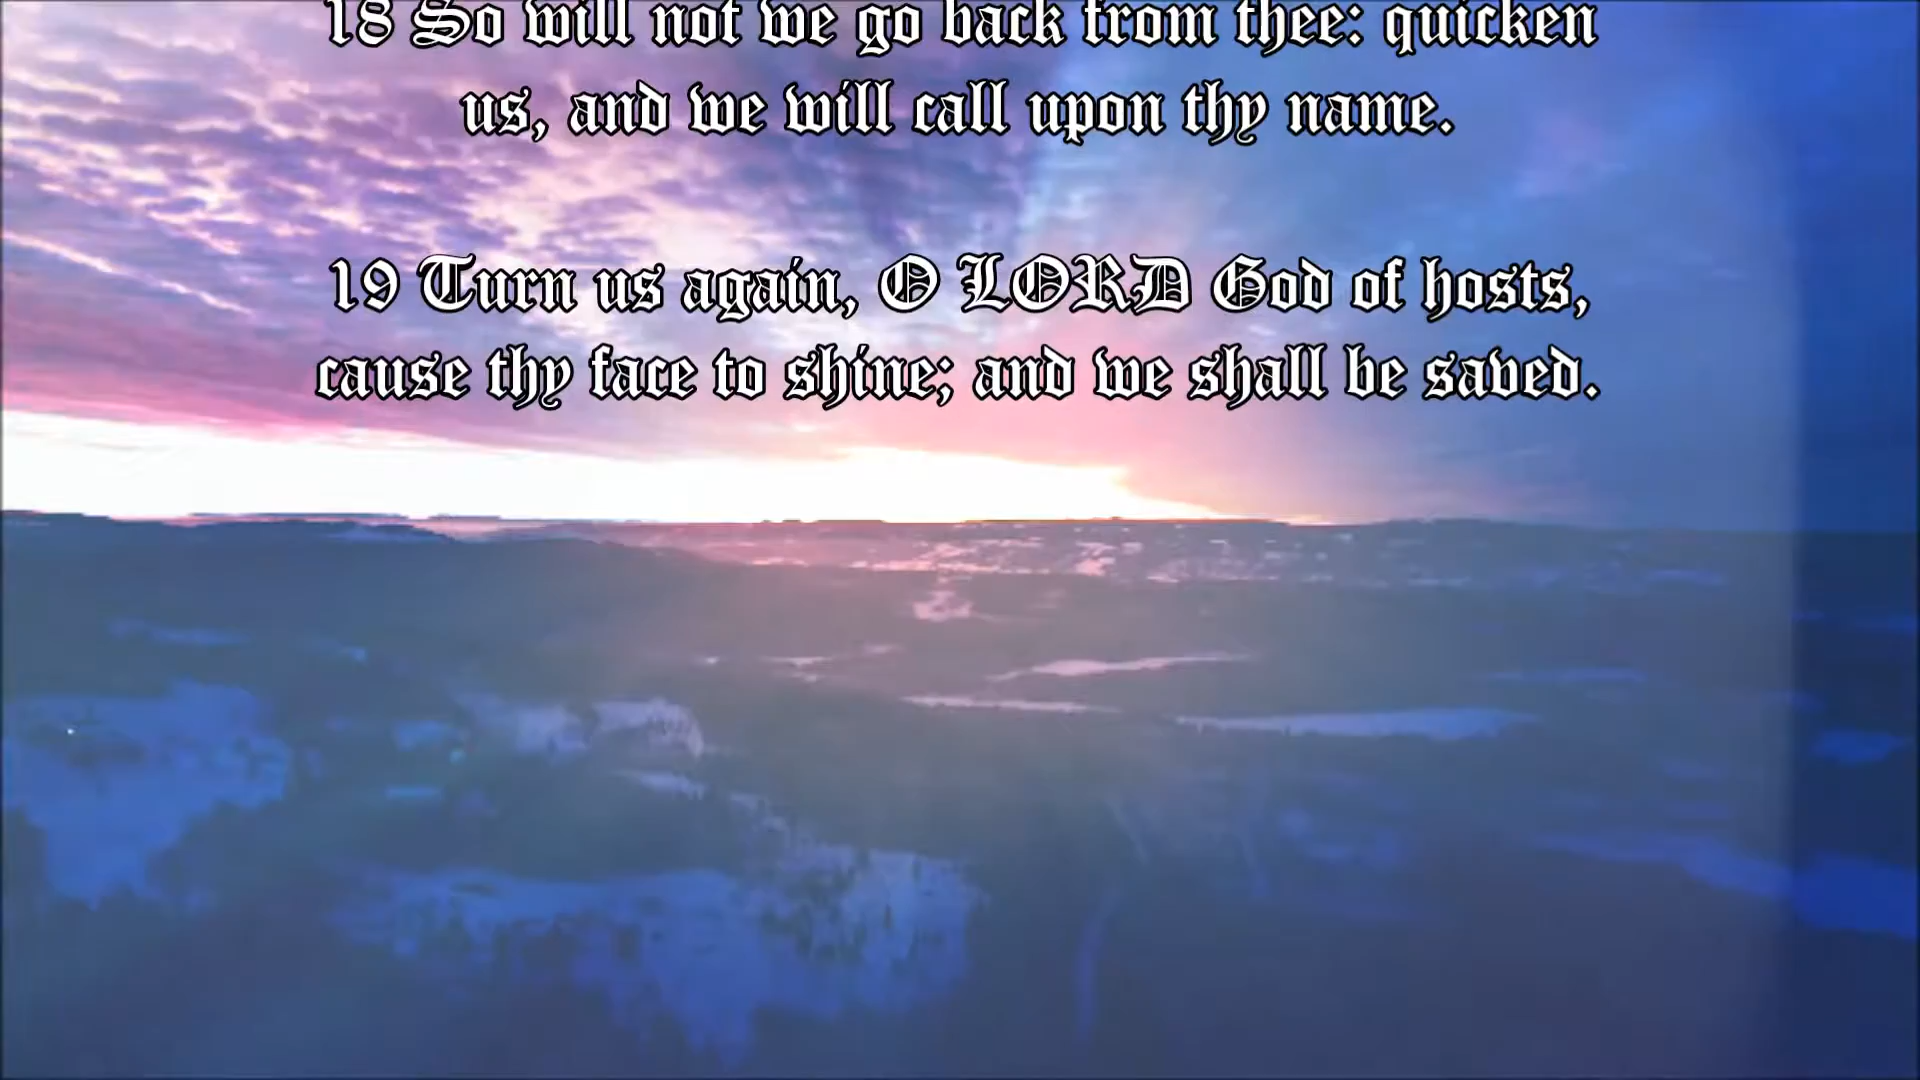 18 So will not we go back from thee: quicken
us, and we will call upon thy name.
19 Turn us again, O LORD God of hosts,
cause thy face to shine; and we shall be saved.